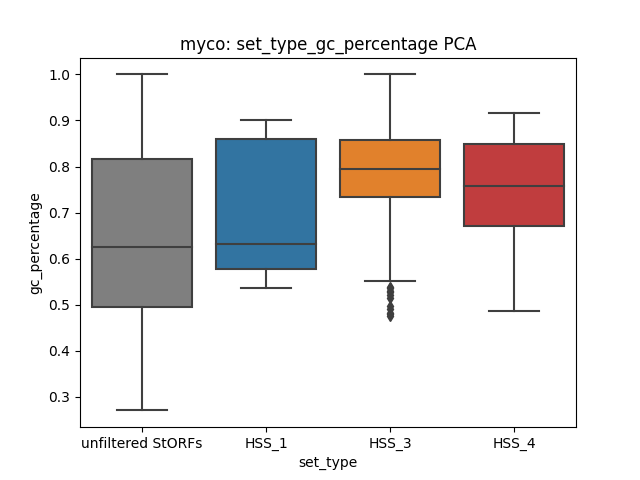 myco: set_type_gc_percentage PCA
1.0
0.9
0.8
0.7
0.6
0.5
0.4
0.3
gc_percentage
unfiltered StORFs HSS_1 HSS_3 HSS_4
set_type